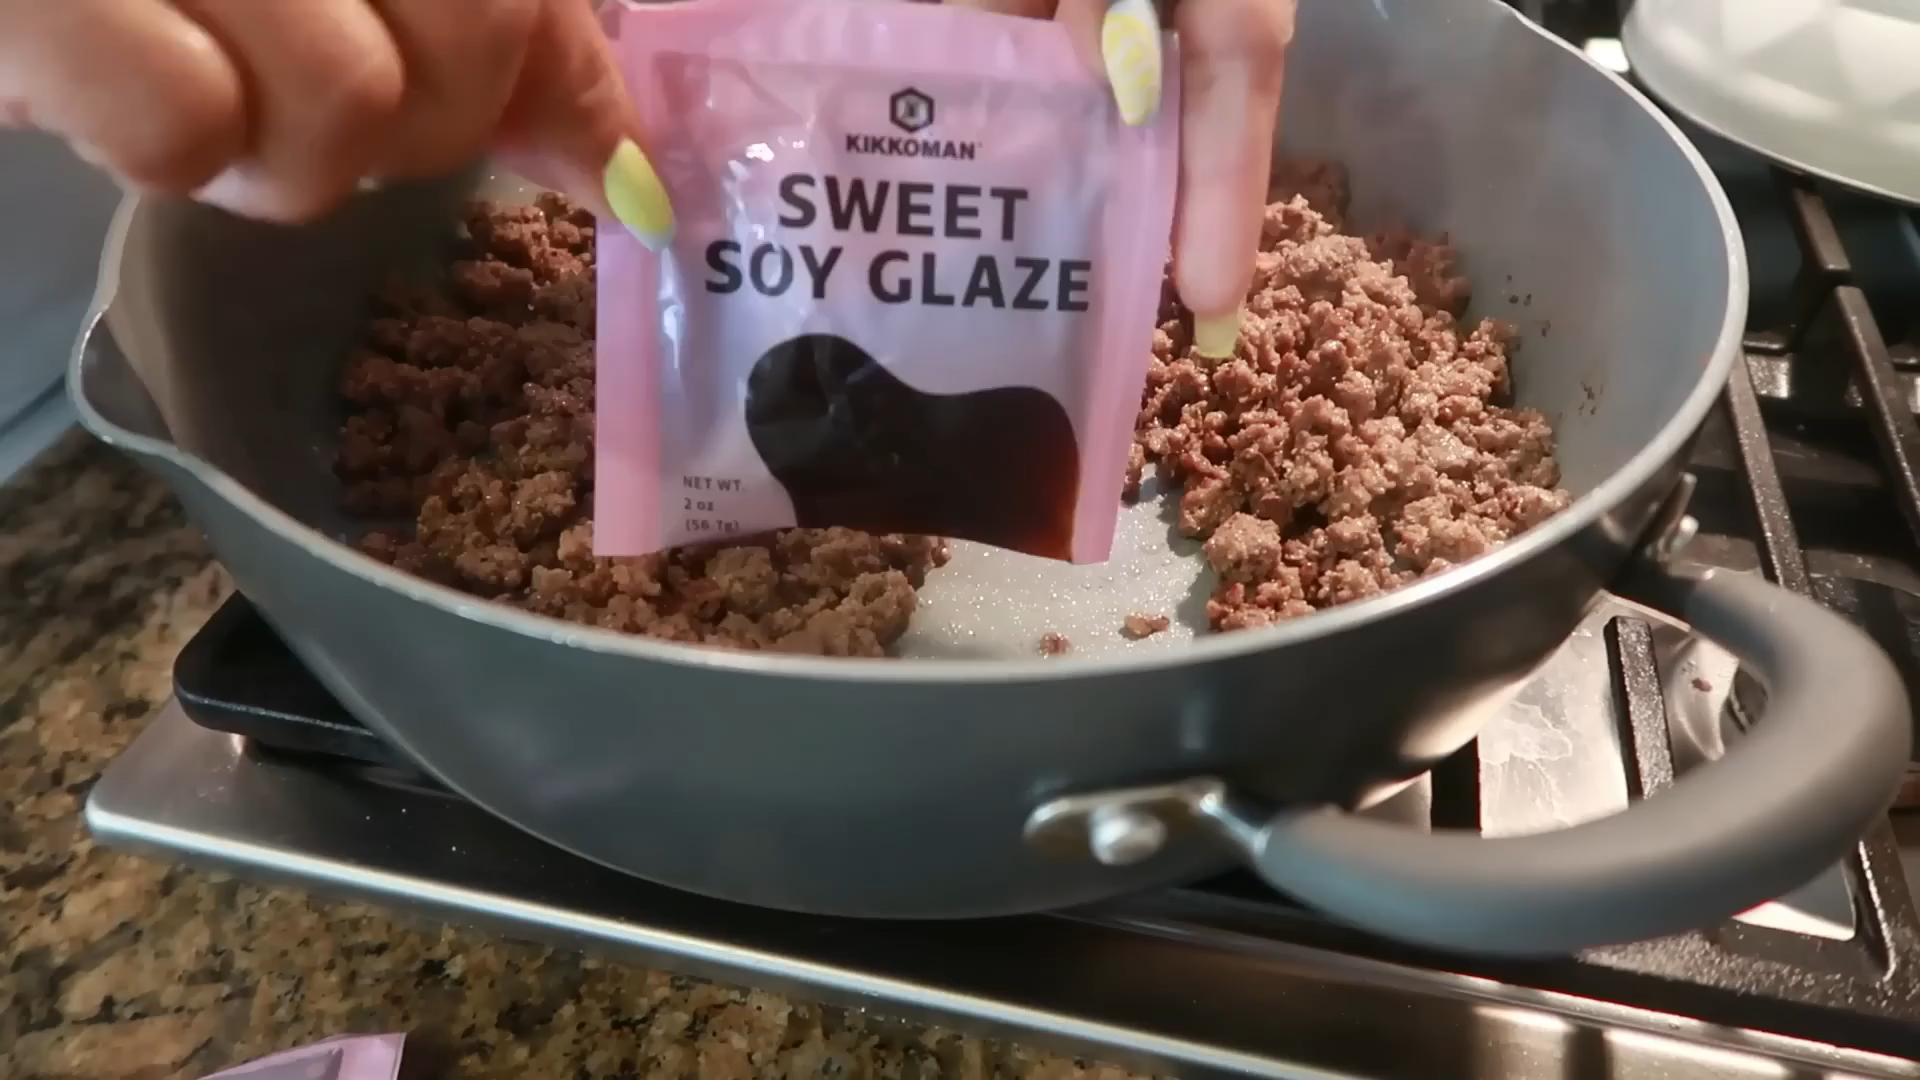 KIKKOMAN
SWEET
SOY GLAZE
NET WT.
2 oz
(56.7g)